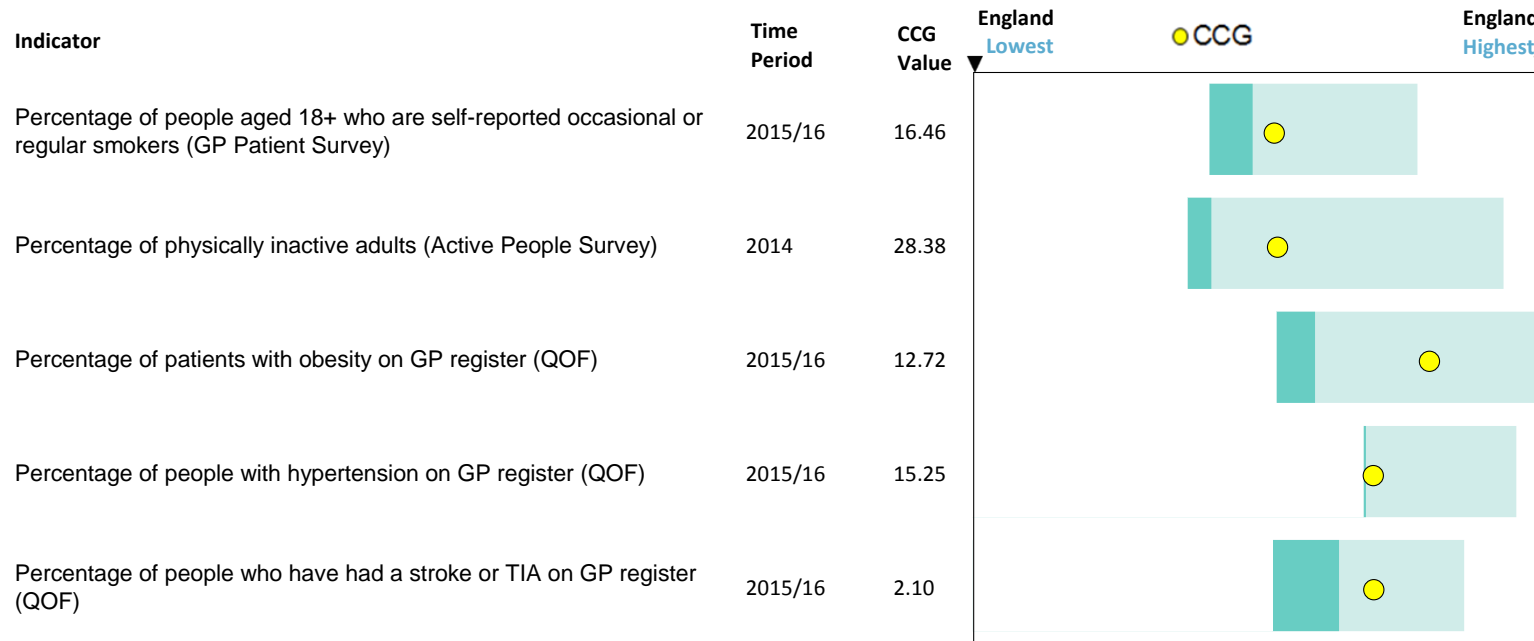 Indicator
Time Period
CCG Value
England Lowest
CCG
England Highest
Percentage of people aged 18+ who are self-reported occasional or
regular smokers (GP Patient Survey)
2015/16
16.46
Percentage of physically inactive adults (Active People Survey)
2014
28.38
Percentage of patients with obesity on GP register (QOF)
2015/16
12.72
Percentage of people with hypertension on GP register (QOF)
2015/16
15.25
Percentage of people who have had a stroke or TIA on GP register
(QOF)
2015/16
2.10